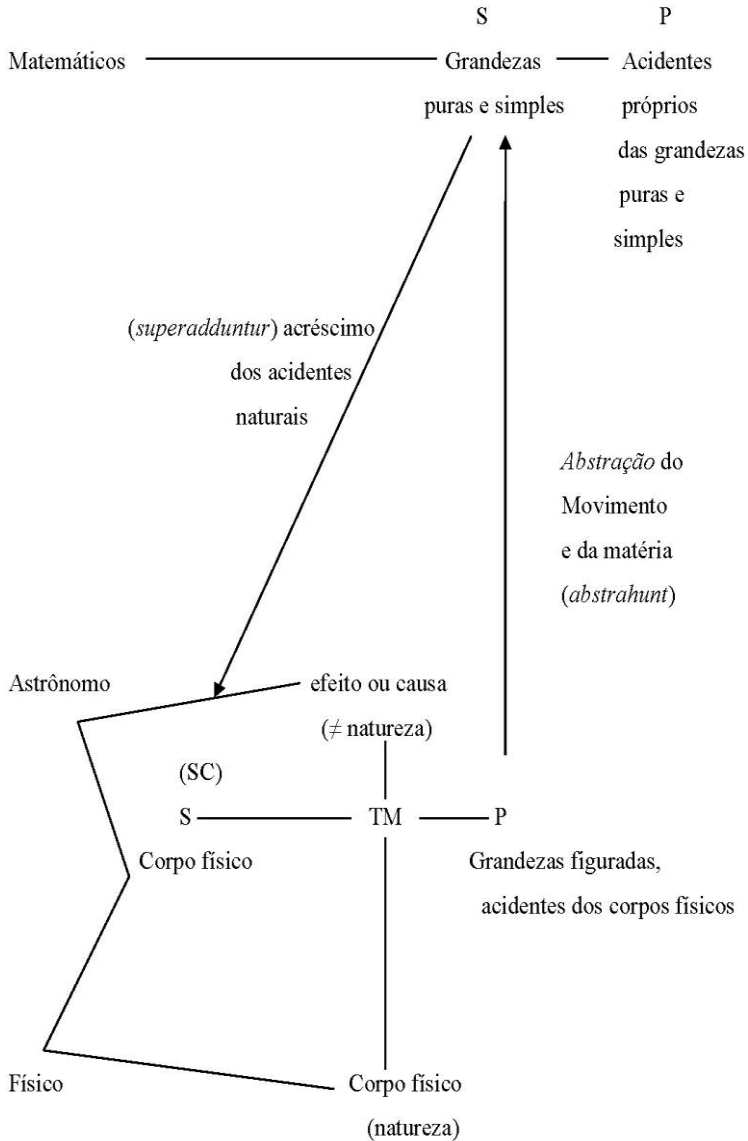 S P
Matemáticos Grandezas Acidentes
puras e simples próprios
das grandezas
puras e
simples
(superadduntur) acréscimo
dos acidentes
naturais
Abstração do
Movimento
e da matéria
(abstrahunt)
Astrônomo efeito ou causa
(≠ natureza)
(SC)
S TM P
Corpo físico Grandezas figuradas,
acidentes dos corpos físicos
Físico Corpo físico
(natureza)